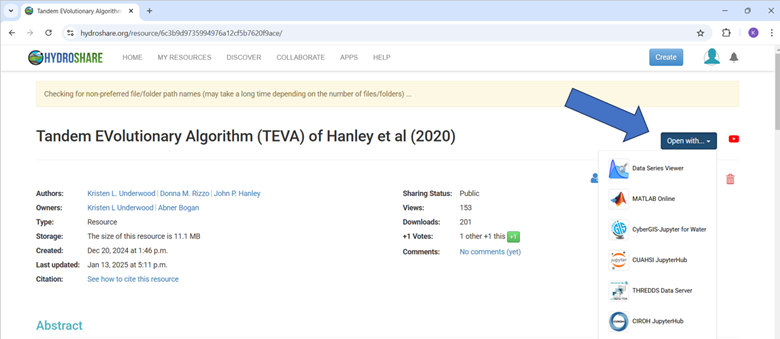 Tandem EVolutionary Algorithm
hydroshare.org/resource/6c3b9d9735994976a12cf5b7620f9ace/
K
HYDROSHARE
HOME
MY RESOURCES
DISCOVER
COLLABORATE
APPS
HELP
Create
Checking for non-preferred file/folder path names (may take a long time depending on the number of files/folders) ...
Tandem EVolutionary Algorithm (TEVA) of Hanley et al (2020)
Open with...
Data Series Viewer
MATLAB Online
CyberGIS-Jupyter for Water
CUAHSI JupyterHub
THREDDS Data Server
CIROH JupyterHub
Authors: Kristen L. Underwood | Donna M. Rizzo | John P. Hanley
Owners: Kristen L Underwood | Abner Bogan
Type: Resource
Storage: The size of this resource is 11.1 MB
Created: Dec 20, 2024 at 1:46 p.m.
Last updated: Jan 13, 2025 at 5:11 p.m.
Citation: See how to cite this resource
Sharing Status: Public
Views: 153
Downloads: 201
+1 Votes: 1 other +1 this +1
Comments: No comments (yet)
Abstract